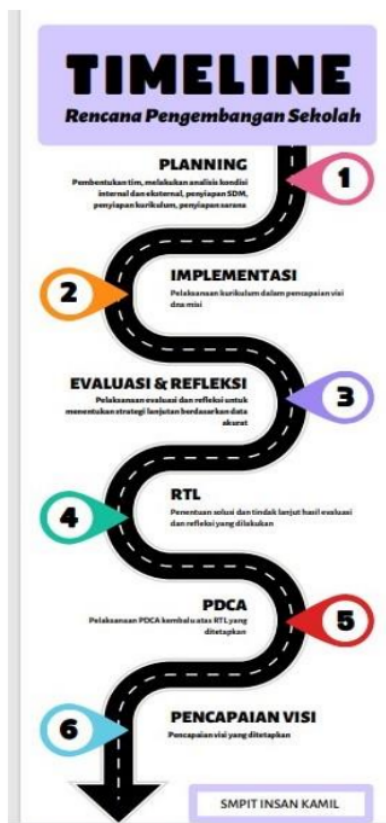 TIMELINE
Rencana Pengembangan Sekolah
PLANNING
Pembentukan tim, melakukan analisis kondisi
internal dan eksternal, penyiapan SDM,
penyiapan kurikulum, penyiapan sarana
1
IMPLEMENTASI
Pelaksanaan kurikulum dalam pencapaian visi
dna misi
2
EVALUASI & REFLEKSI
Pelaksanaan evaluasi dan refleksi untuk
menentukan strategi lanjutan berdasarkan data
akurat
3
RTL
Penentuan solusi dan tindak lanjut hasil evaluasi
dan refleksi yang dilakukan
4
PDCA
Pelaksanaan PDCA kembalu atas RTL yang
ditetapkan
5
PENCAPAIAN VISI
Pencapaian visi yang ditetapkan
6
SMPIT INSAN KAMIL